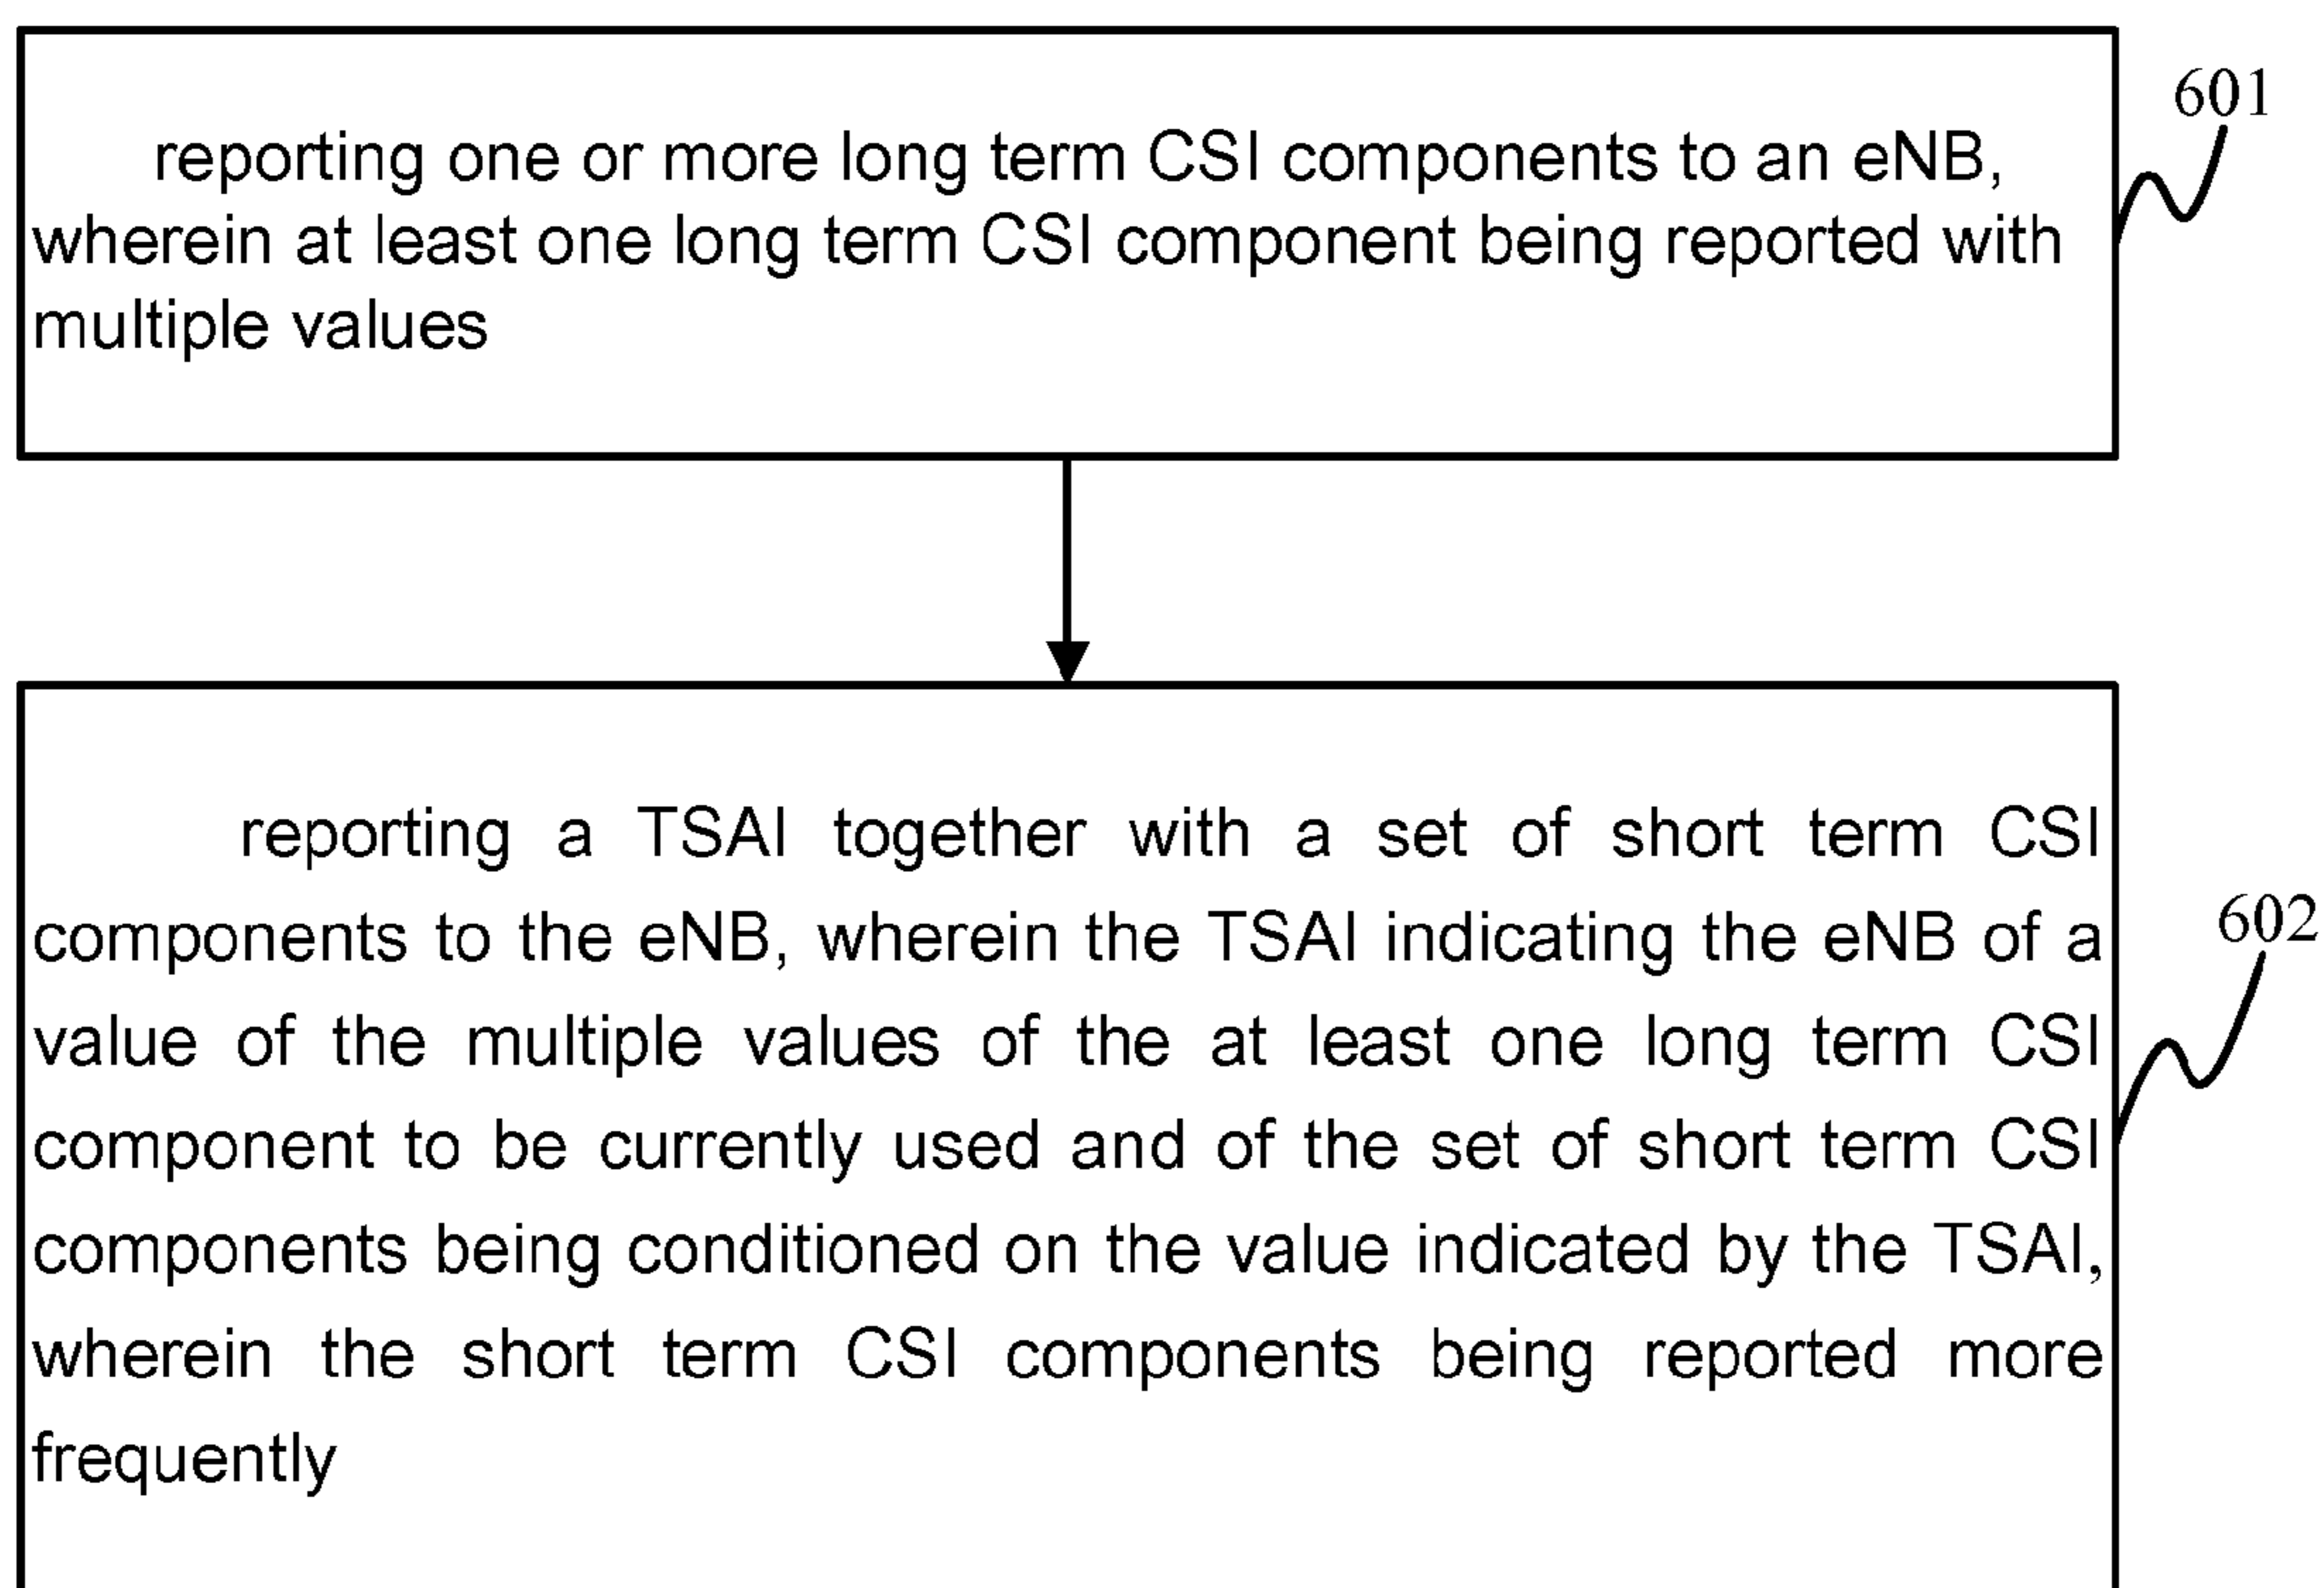 601
reporting one or more long term CSI components to an eNB,
wherein at least one long term CSI component being reported with
multiple values
reporting a TSAI together with a set of short term CSI
602
components to the eNB, wherein the TSAI indicating the eNB of a
value of the multiple values of the at least one long term CSI
component to be currently used and of the set of short term CSI
components being conditioned on the value indicated by the TSAI,
wherein the short term CSI components being reported more
frequently